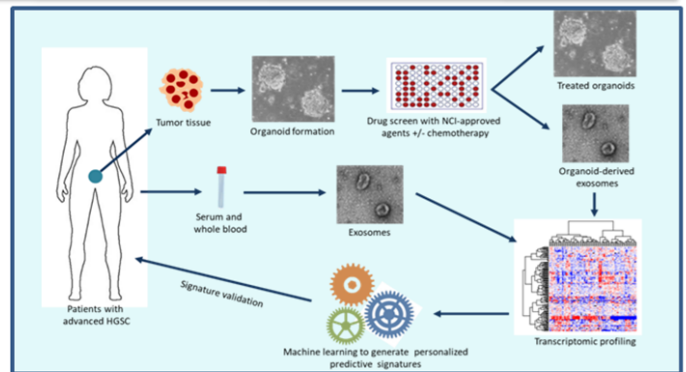 Tumor tissue
Organoid formation
Drug screen with NCI-approved
agents +/- chemotherapy
Treated organoids
Organoid-derived
exosomes
Serum and
whole blood
Exosomes
Patients with
advanced HGSC
Signature validation
Machine learning to generate personalized
predictive signatures
Transcriptomic profiling